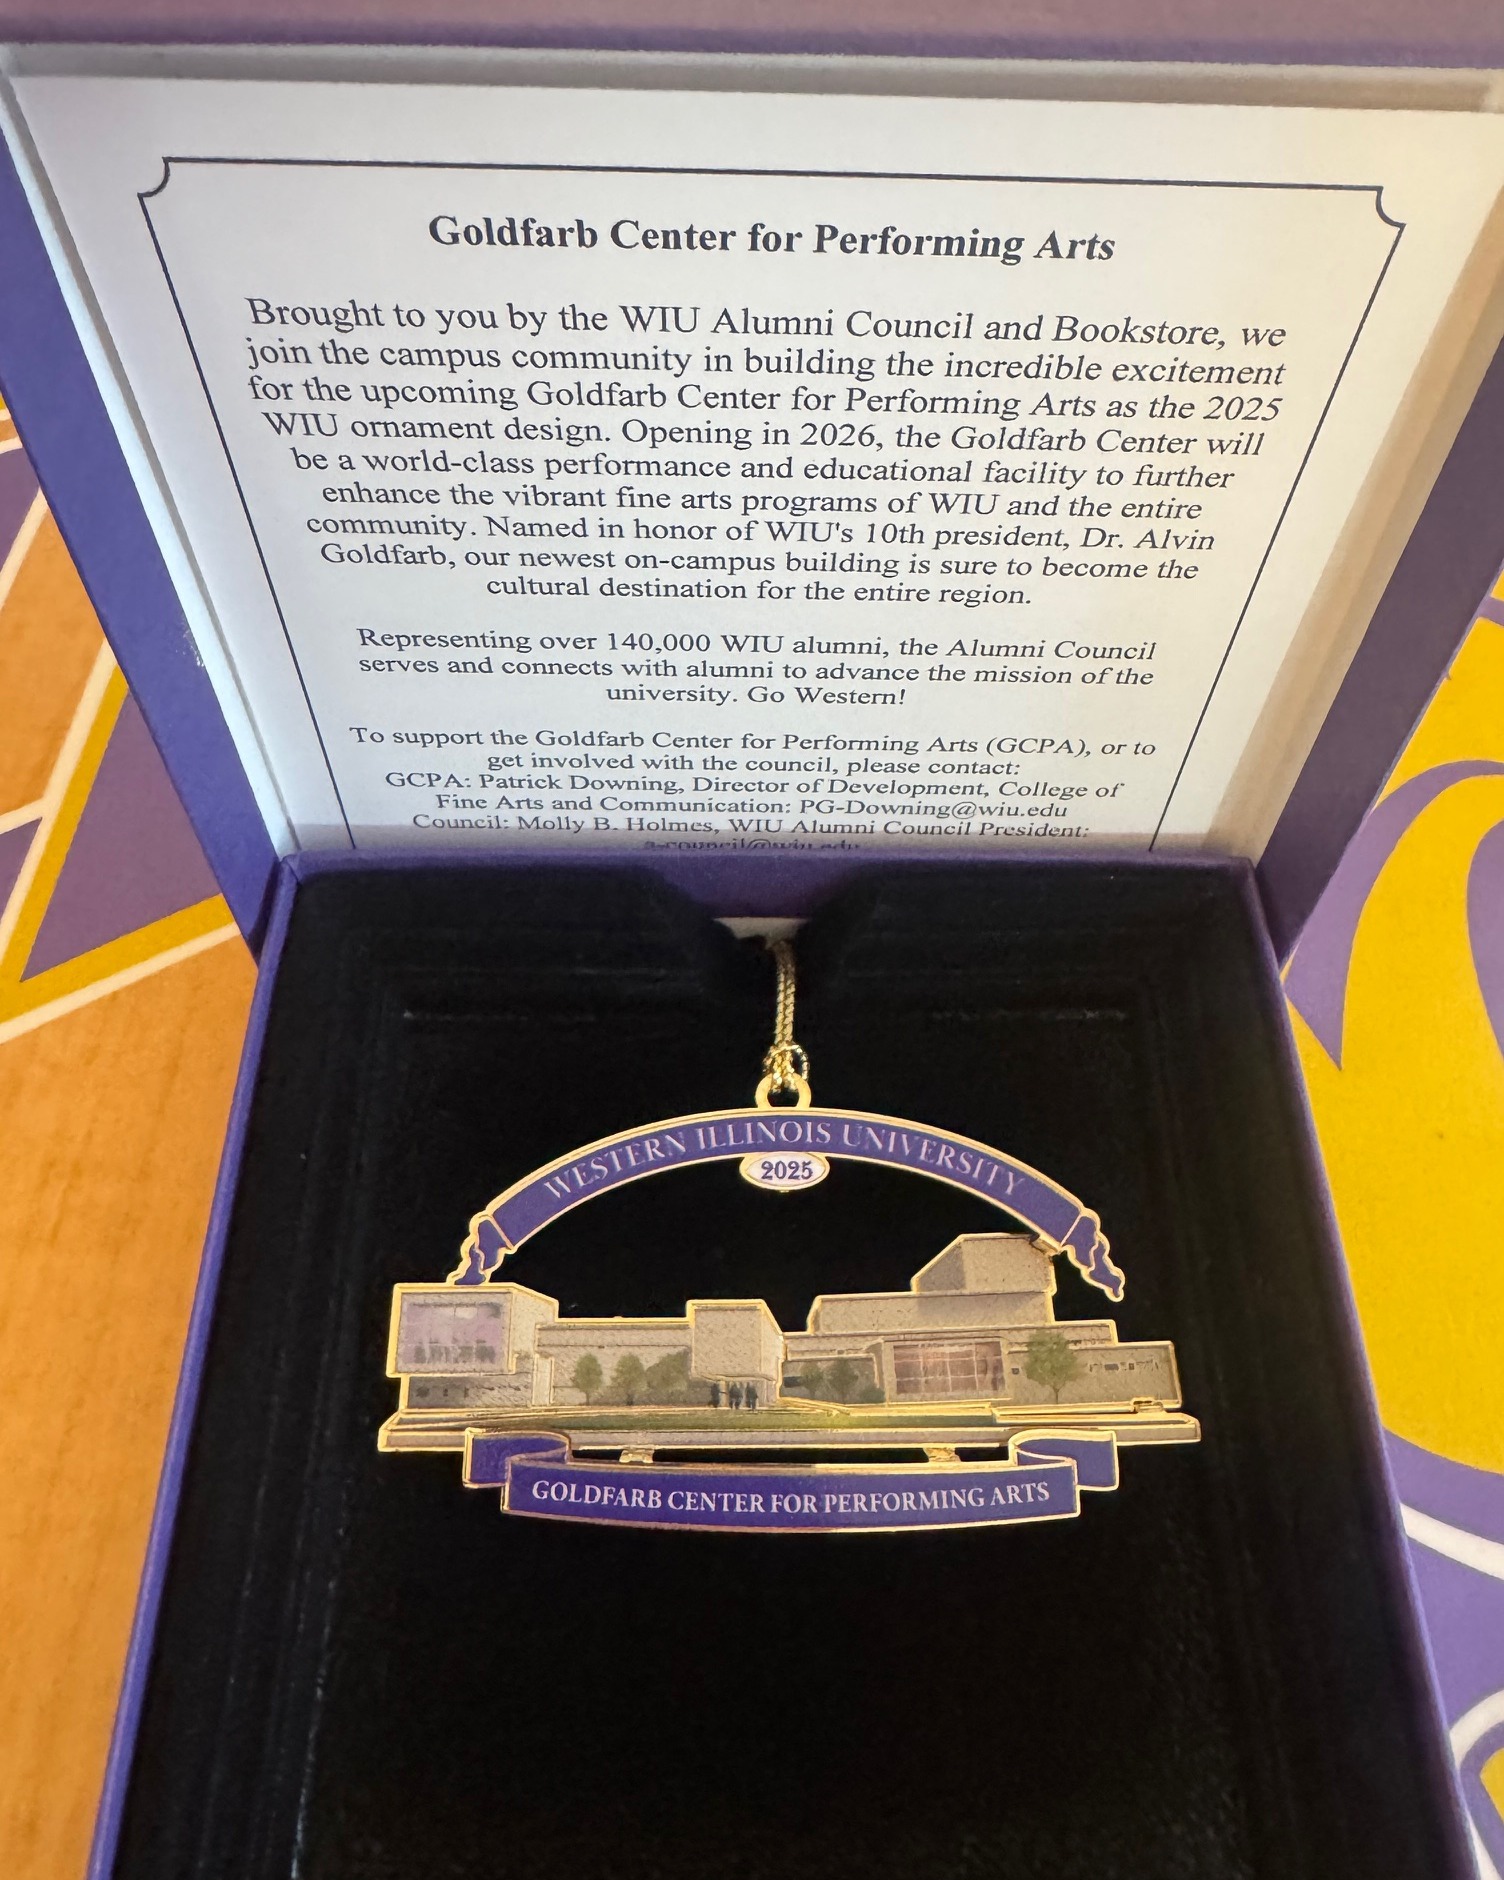 Goldfarb Center for Performing Arts
Brought to you by the WIU Alumni Council and Bookstore, we
join the campus community in building the incredible excitement
for the upcoming Goldfarb Center for Performing Arts as the 2025
WIU ornament design. Opening in 2026, the Goldfarb Center will
be a world-class performance and educational facility to further
enhance the vibrant fine arts programs of WIU and the entire
community. Named in honor of WIU's 10th president, Dr. Alvin
Goldfarb, our newest on-campus building is sure to become the
cultural destination for the entire region.
Representing over 140,000 WIU alumni, the Alumni Council
serves and connects with alumni to advance the mission of the
university. Go Western!
To support the Goldfarb Center for Performing Arts (GCPA), or to
get involved with the council, please contact:
GCPA: Patrick Downing, Director of Development, College of
Fine Arts and Communication: PG-Downing@wiu.edu
Council: Molly B. Holmes, WIU Alumni Council President:
a-council@wiu.edu
WESTERN ILLINOIS UNIVERSITY
2025
GOLDFARB CENTER FOR PERFORMING ARTS